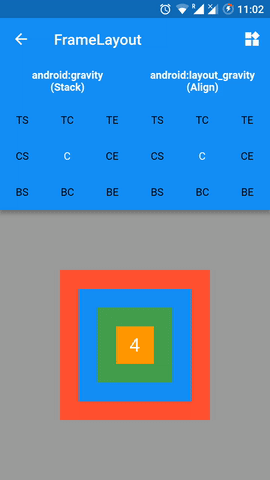 R
11:02
FrameLayout
android:gravity android:layout_gravity
(Stack) (Align)
TS TC TE TS TC TE
CS C CE CS C CE
BS BC BE BS BC BE
4